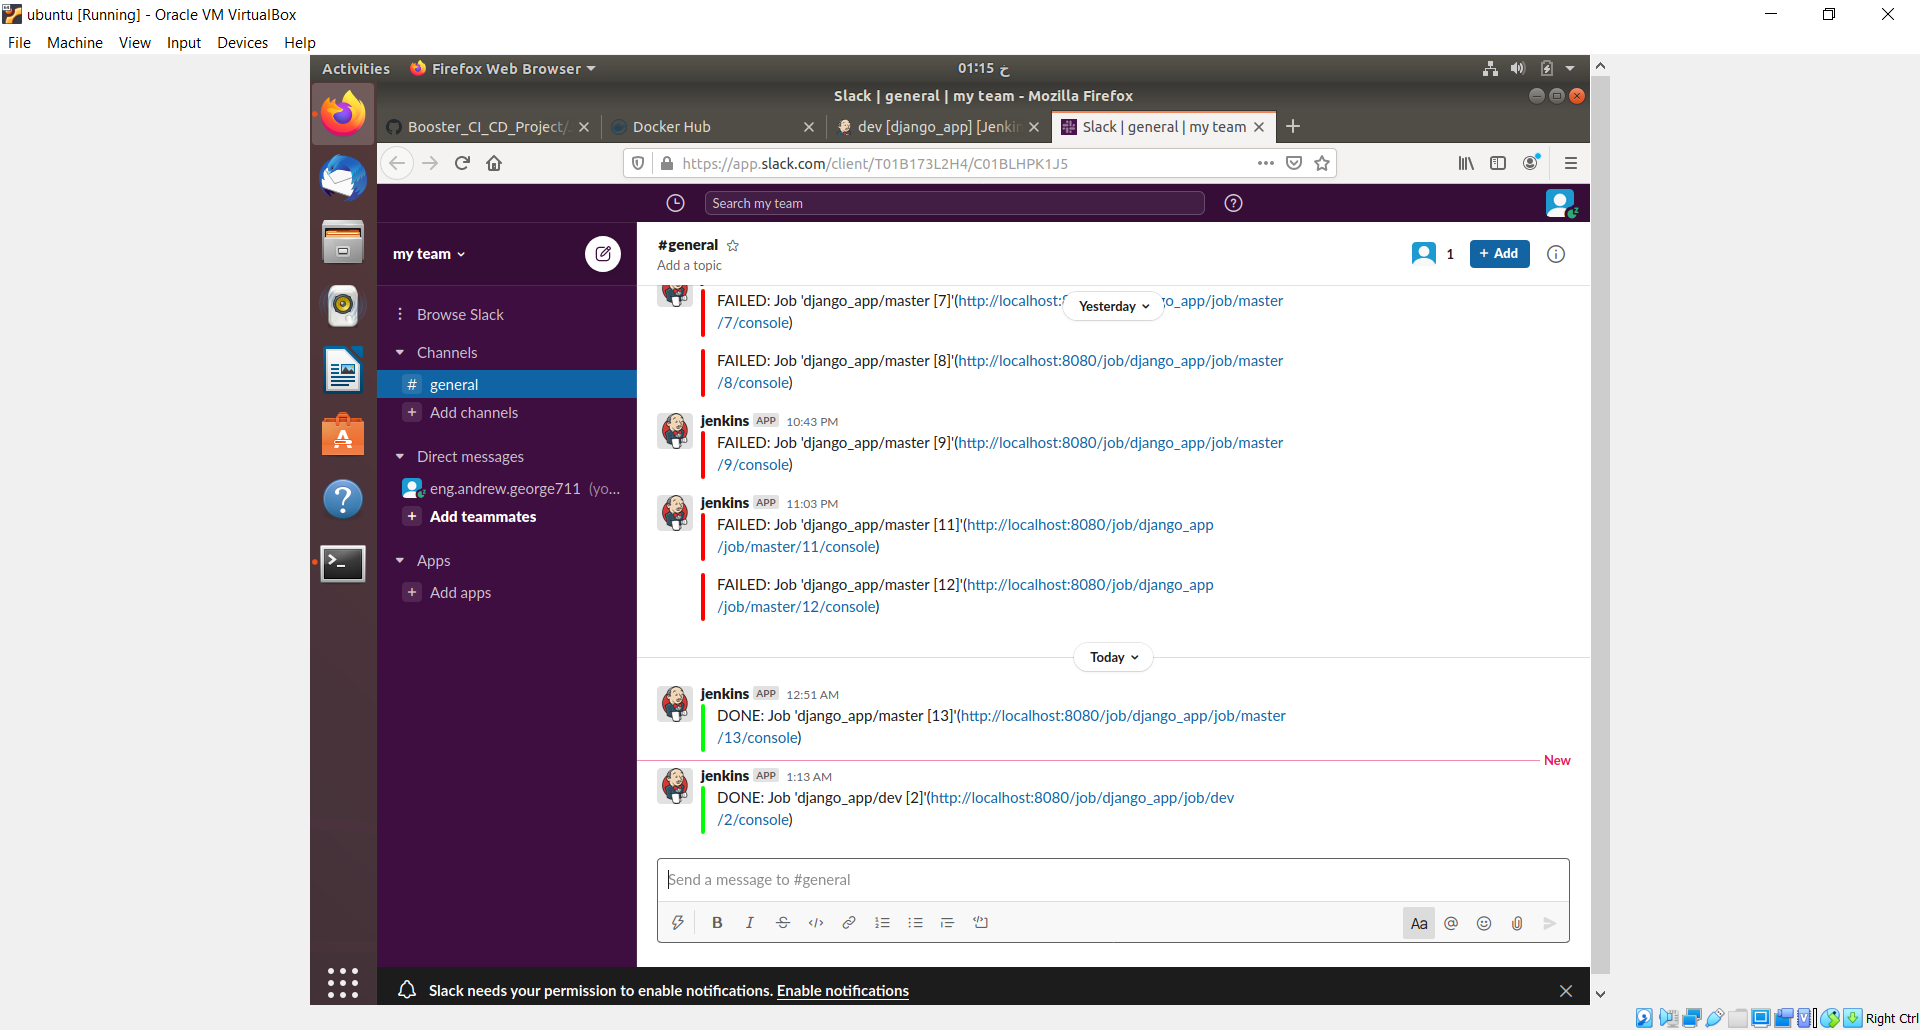 ubuntu [Running] - Oracle VM VirtualBox
File Machine View Input Devices Help
Activities Firefox Web Browser 01:15 خ
Slack | general | my team - Mozilla Firefox
Booster_CI_CD_Project/ Docker Hub dev [django_app] [Jenkin Slack | general | my team
https://app.slack.com/client/T01B173L2H4/C01BLHPK1J5
Search my team
my team
Browse Slack
Channels
# general
+ Add channels
Direct messages
eng.andrew.george711 (yo...
+ Add teammates
Apps
+ Add apps
#general
Add a topic
1 + Add
Yesterday
FAILED: Job 'django_app/master [7]'(http://localhost: o_app/job/master
/7/console)
FAILED: Job 'django_app/master [8]'(http://localhost:8080/job/django_app/job/master
/8/console)
jenkins APP 10:43 PM
FAILED: Job 'django_app/master [9]'(http://localhost:8080/job/django_app/job/master
/9/console)
jenkins APP 11:03 PM
FAILED: Job 'django_app/master [11]'(http://localhost:8080/job/django_app
/job/master/11/console)
FAILED: Job 'django_app/master [12]'(http://localhost:8080/job/django_app
/job/master/12/console)
Today
jenkins APP 12:51 AM
DONE: Job 'django_app/master [13]'(http://localhost:8080/job/django_app/job/master
/13/console)
New
jenkins APP 1:13 AM
DONE: Job 'django_app/dev [2]'(http://localhost:8080/job/django_app/job/dev
/2/console)
Send a message to #general
B I S Aa @
Slack needs your permission to enable notifications. Enable notifications
Right Ctrl